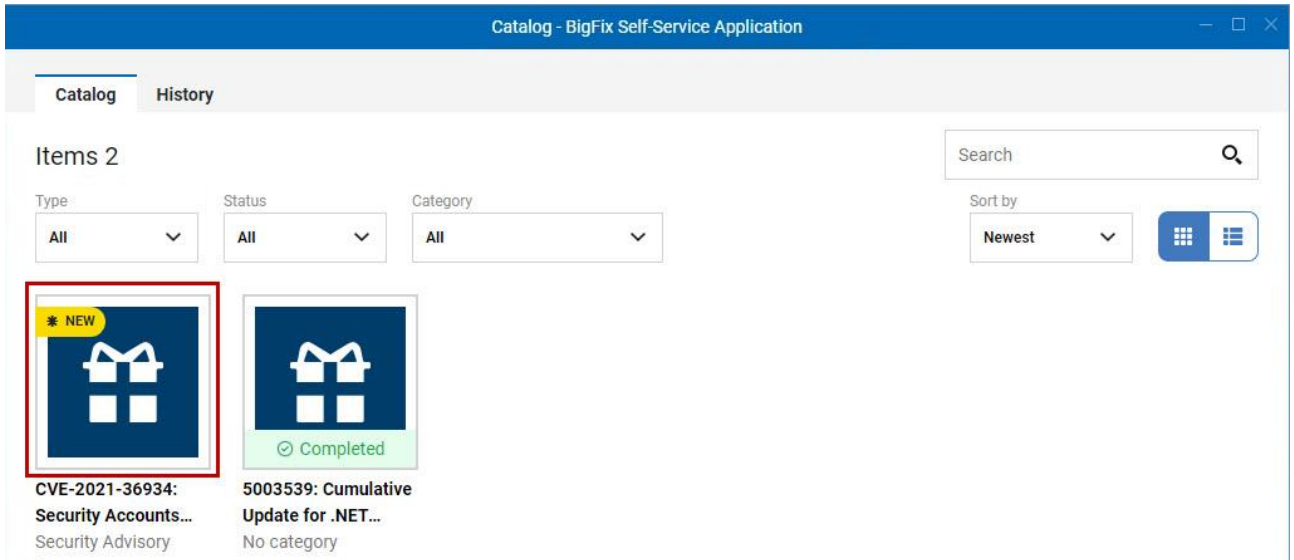 Catalog - BigFix Self-Service Application
Catalog History
Items 2
Search
Type Status Category Sort by
All All All Newest
NEW
Completed
CVE-2021-36934: 5003539: Cumulative
Security Accounts... Update for .NET...
Security Advisory No category